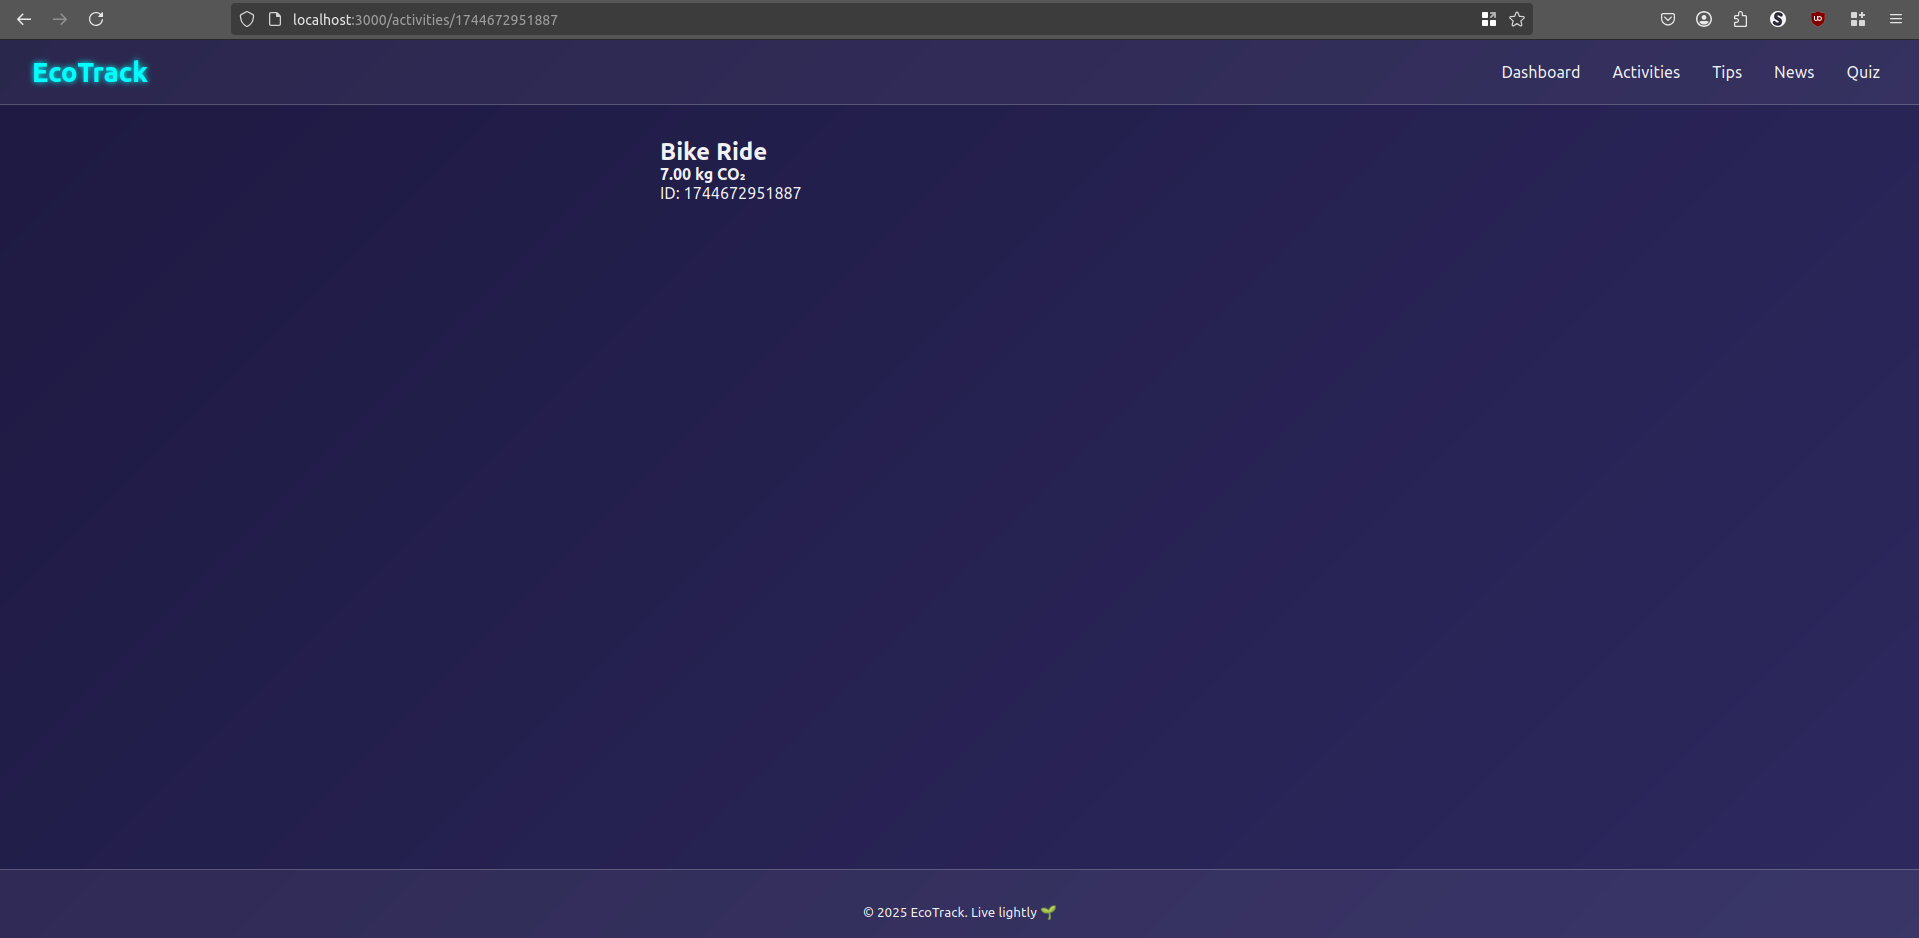 localhost:3000/activities/1744672951887
EcoTrack
Dashboard Activities Tips News Quiz
Bike Ride
7.00 kg CO₂
ID: 1744672951887
© 2025 EcoTrack. Live lightly 🌱